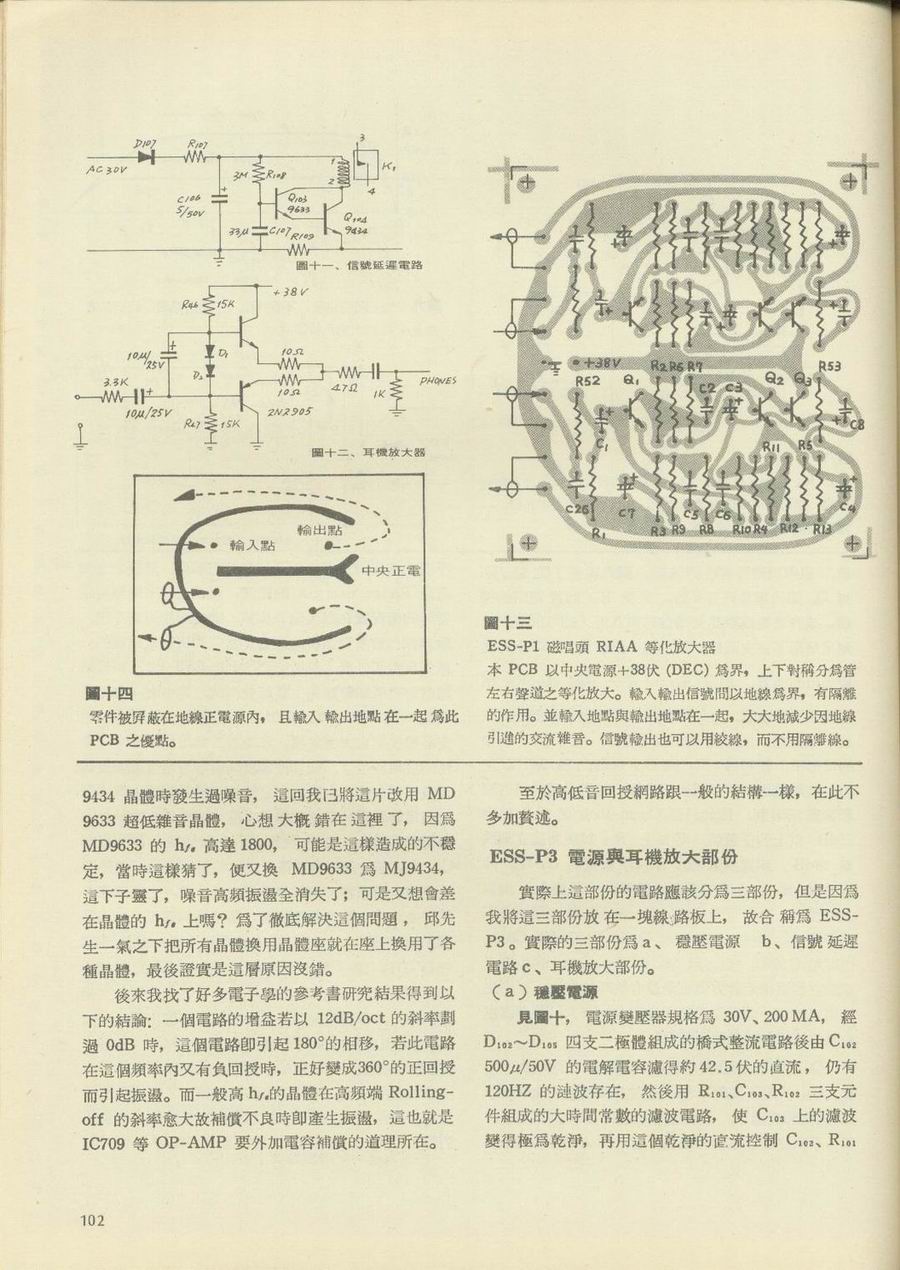 D107
R107
AC 30V
3M
R108
C106
5/50V
Q103
9633
Q104
9434
33μ
C107
R109
1
2
3
4
K1
圖十一、信號延遲電路
+38V
R46
15K
10μ/25V
D1
D2
3.3K
10μ/25V
R47
15K
10Ω
10Ω
2N2905
47Ω
1K
PHONES
圖十二、耳機放大器
輸出點
輸入點
中央正電
圖十四
零件被屛蔽在地線正電源內，且輸入輸出地點在一起爲此
PCB 之優點。
+38V
R2 R6 R7
R53
R52
Q1
C2 C3
Q2 Q3
C1
C8
R11
R5
C26
C7
C5 C6
C4
R1
R3 R9 R8 R10 R4 R12 R13
圖十三
ESS-P1 磁唱頭 RIAA 等化放大器
本 PCB 以中央電源+38伏 (DEC) 爲界，上下對稱分爲管
左右聲道之等化放大。輸入輸出信號間以地線爲界，有隔離
的作用。並輸入地點與輸出地點在一起，大大地減少因地線
引進的交流雜音。信號輸出也可以用絞線，而不用隔離線。
9434 晶體時發生過噪音，這回我已將這片改用 MD
9633 超低雜音晶體，心想大槪錯在這裡了，因爲
MD9633 的 hfe 高達 1800，可能是這樣造成的不穩
定，當時這樣猜了，便又換 MD9633 爲 MJ9434，
這下子靈了，噪音高頻振盪全消失了；可是又想會差
在晶體的 hfe 上嗎？爲了徹底解決這個問題，邱先
生一氣之下把所有晶體換用晶體座就在座上換用了各
種晶體，最後證實是這層原因沒錯。
後來我找了好多電子學的參考書硏究結果得到以
下的結論：一個電路的增益若以 12dB/oct 的斜率劃
過 0dB 時，這個電路卽引起180°的相移，若此電路
在這個頻率內又有負回授時，正好變成360°的正回授
而引起振盪。而一般高 hfe的晶體在高頻端 Rolling-
off 的斜率愈大故補償不良時卽產生振盪，這也就是
IC709 等 OP-AMP 要外加電容補償的道理所在。
至於高低音回授網路跟一般的結構一樣，在此不
多加贅述。
ESS-P3 電源與耳機放大部份
實際上這部份的電路應該分爲三部份，但是因爲
我將這三部份放在一塊線路板上，故合稱爲 ESS-
P3。實際的三部份爲 a、穩壓電源 b、信號延遲
電路 c、耳機放大部份。
（a）穩壓電源
見圖十，電源變壓器規格爲 30V、200MA，經
D102～D105 四支二極體組成的橋式整流電路後由 C102
500μ/50V 的電解電容濾得約 42.5伏的直流，仍有
120HZ 的漣波存在，然後用 R101、C103、R102 三支元
件組成的大時間常數的濾波電路，使 C103 上的濾波
變得極爲乾淨，再用這個乾淨的直流控制 C102、R101
102